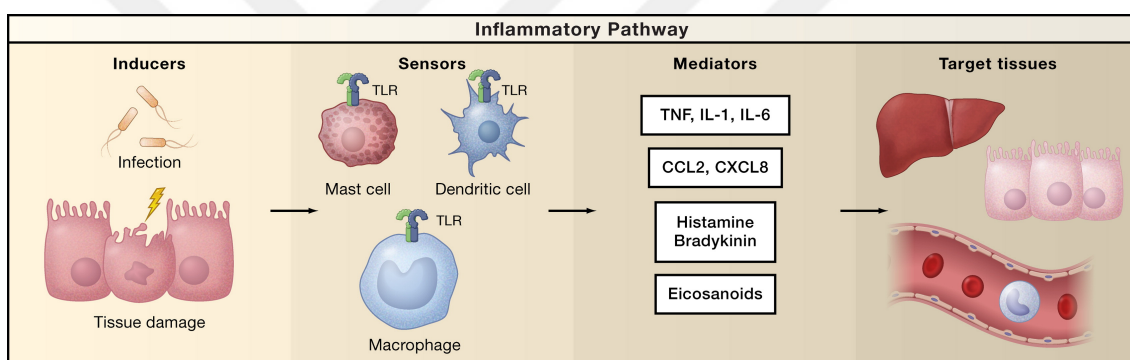 Inflammatory Pathway
Inducers
Infection
Tissue damage
Sensors
TLR
Mast cell
TLR
Dendritic cell
TLR
Macrophage
Mediators
TNF, IL-1, IL-6
CCL2, CXCL8
Histamine
Bradykinin
Eicosanoids
Target tissues